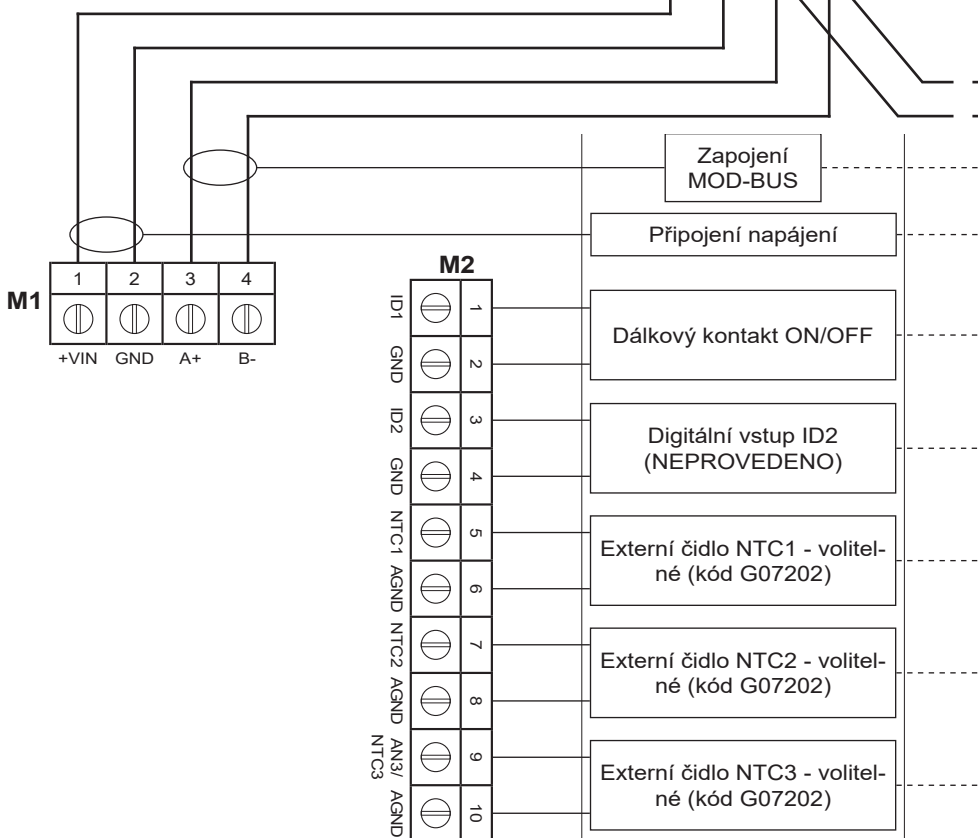 Zapojení
MOD-BUS
Připojení napájení
M1
1 2 3 4
+VIN GND A+ B-
M2
ID1 1
GND 2
Dálkový kontakt ON/OFF
ID2 3
GND 4
Digitální vstup ID2
(NEPROVEDENO)
NTC1 5
AGND 6
Externí čidlo NTC1 - volitel-
né (kód G07202)
NTC2 7
AGND 8
Externí čidlo NTC2 - volitel-
né (kód G07202)
AN3/
NTC3 9
AGND 10
Externí čidlo NTC3 - volitel-
né (kód G07202)